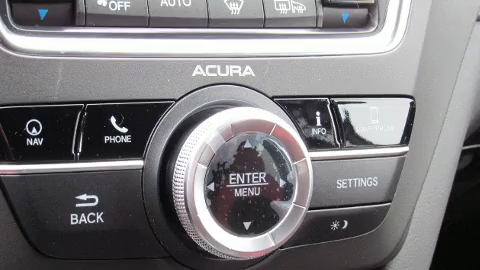 OFF AUTO
ACURA
NAV PHONE INFO
ENTER
MENU
BACK SETTINGS